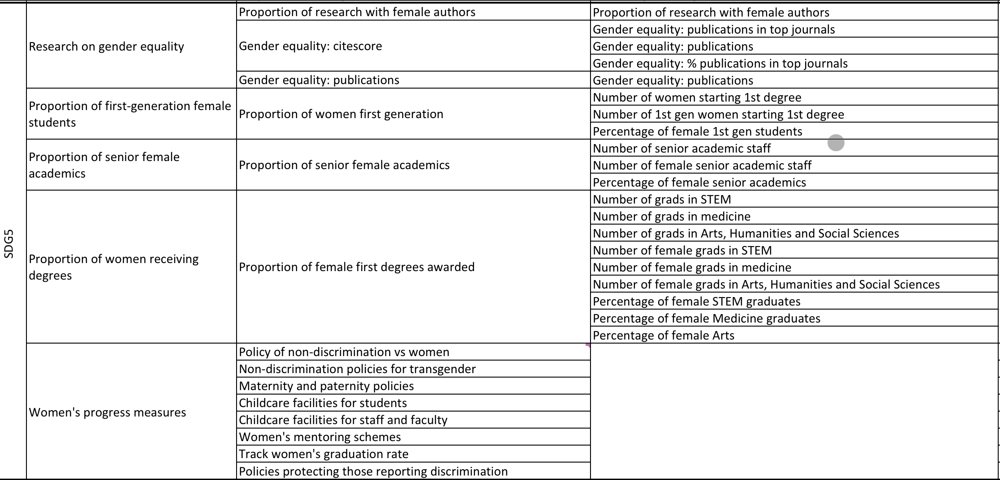 SDG5
Research on gender equality
Proportion of research with female authors
Proportion of research with female authors
Gender equality: citescore
Gender equality: publications in top journals
Gender equality: publications
Gender equality: % publications in top journals
Gender equality: publications
Gender equality: publications
Proportion of first-generation female
students
Proportion of women first generation
Number of women starting 1st degree
Number of 1st gen women starting 1st degree
Percentage of female 1st gen students
Proportion of senior female
academics
Proportion of senior female academics
Number of senior academic staff
Number of female senior academic staff
Percentage of female senior academics
Proportion of women receiving
degrees
Proportion of female first degrees awarded
Number of grads in STEM
Number of grads in medicine
Number of grads in Arts, Humanities and Social Sciences
Number of female grads in STEM
Number of female grads in medicine
Number of female grads in Arts, Humanities and Social Sciences
Percentage of female STEM graduates
Percentage of female Medicine graduates
Percentage of female Arts
Women's progress measures
Policy of non-discrimination vs women
Non-discrimination policies for transgender
Maternity and paternity policies
Childcare facilities for students
Childcare facilities for staff and faculty
Women's mentoring schemes
Track women's graduation rate
Policies protecting those reporting discrimination